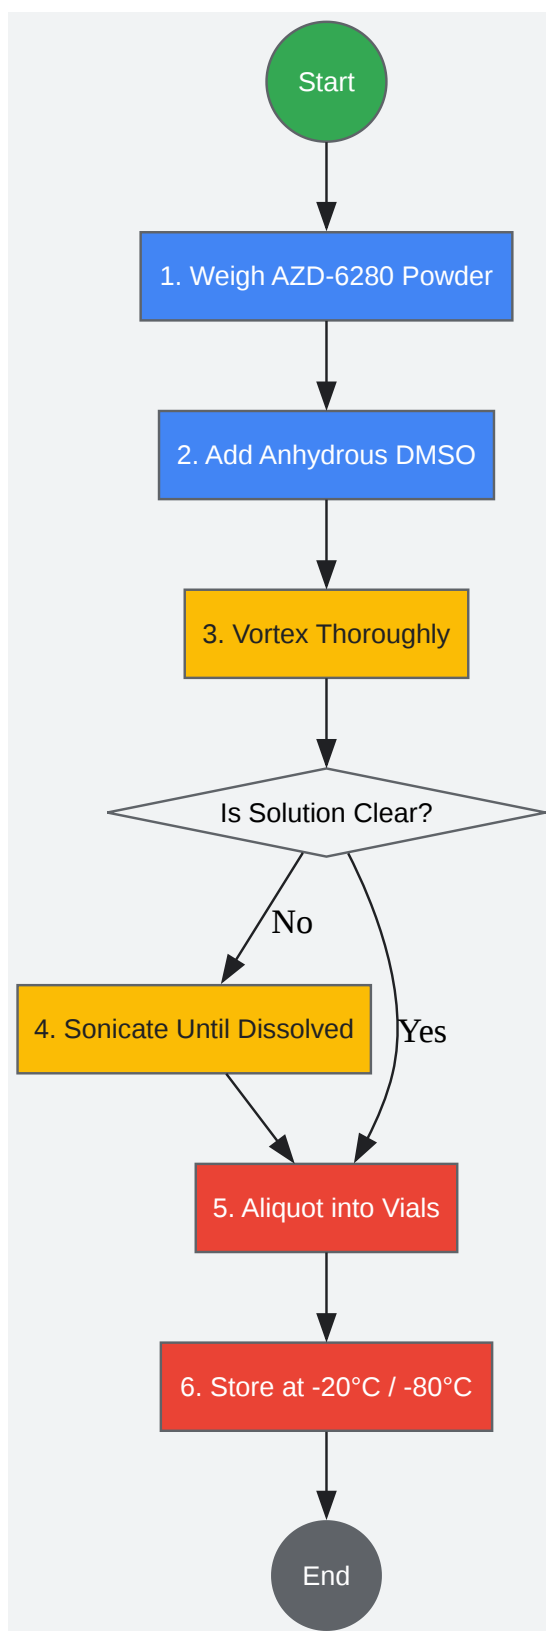 Start
1. Weigh AZD-6280 Powder
2. Add Anhydrous DMSO
3. Vortex Thoroughly
Is Solution Clear?
No
4. Sonicate Until Dissolved
Yes
5. Aliquot into Vials
6. Store at -20°C / -80°C
End